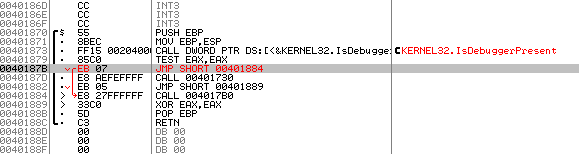 0040186D CC INT3
0040186E CC INT3
0040186F CC INT3
00401870 $ 55 PUSH EBP
00401871 . 8BEC MOV EBP,ESP
00401873 . FF15 00204000 CALL DWORD PTR DS:[<&KERNEL32.IsDebugge KERNEL32.IsDebuggerPresent
00401879 . 85C0 TEST EAX,EAX
0040187B EB 07 JMP SHORT 00401884
0040187D . E8 AEFEFFFF CALL 00401730
00401882 . EB 05 JMP SHORT 00401889
00401884 > E8 27FFFFFF CALL 004017B0
00401889 > 33C0 XOR EAX,EAX
0040188B . 5D POP EBP
0040188C . C3 RETN
0040188D 00 DB 00
0040188E 00 DB 00
0040188F 00 DB 00